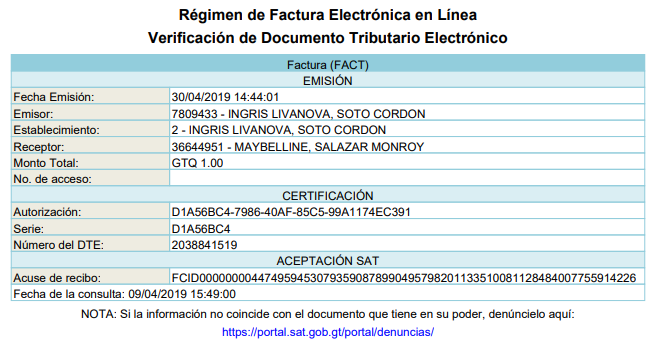 Régimen de Factura Electrónica en Línea
Verificación de Documento Tributario Electrónico
Factura (FACT)
EMISIÓN
Fecha Emisión: 30/04/2019 14:44:01
Emisor: 7809433 - INGRIS LIVANOVA, SOTO CORDON
Establecimiento: 2 - INGRIS LIVANOVA, SOTO CORDON
Receptor: 36644951 - MAYBELLINE, SALAZAR MONROY
Monto Total: GTQ 1.00
No. de acceso:
CERTIFICACIÓN
Autorización: D1A56BC4-7986-40AF-85C5-99A1174EC391
Serie: D1A56BC4
Número del DTE: 2038841519
ACEPTACIÓN SAT
Acuse de recibo: FCID0000000044749594530793590878990495798201133510081128484007755914226
Fecha de la consulta: 09/04/2019 15:49:00
NOTA: Si la información no coincide con el documento que tiene en su poder, denúncielo aquí:
https://portal.sat.gob.gt/portal/denuncias/